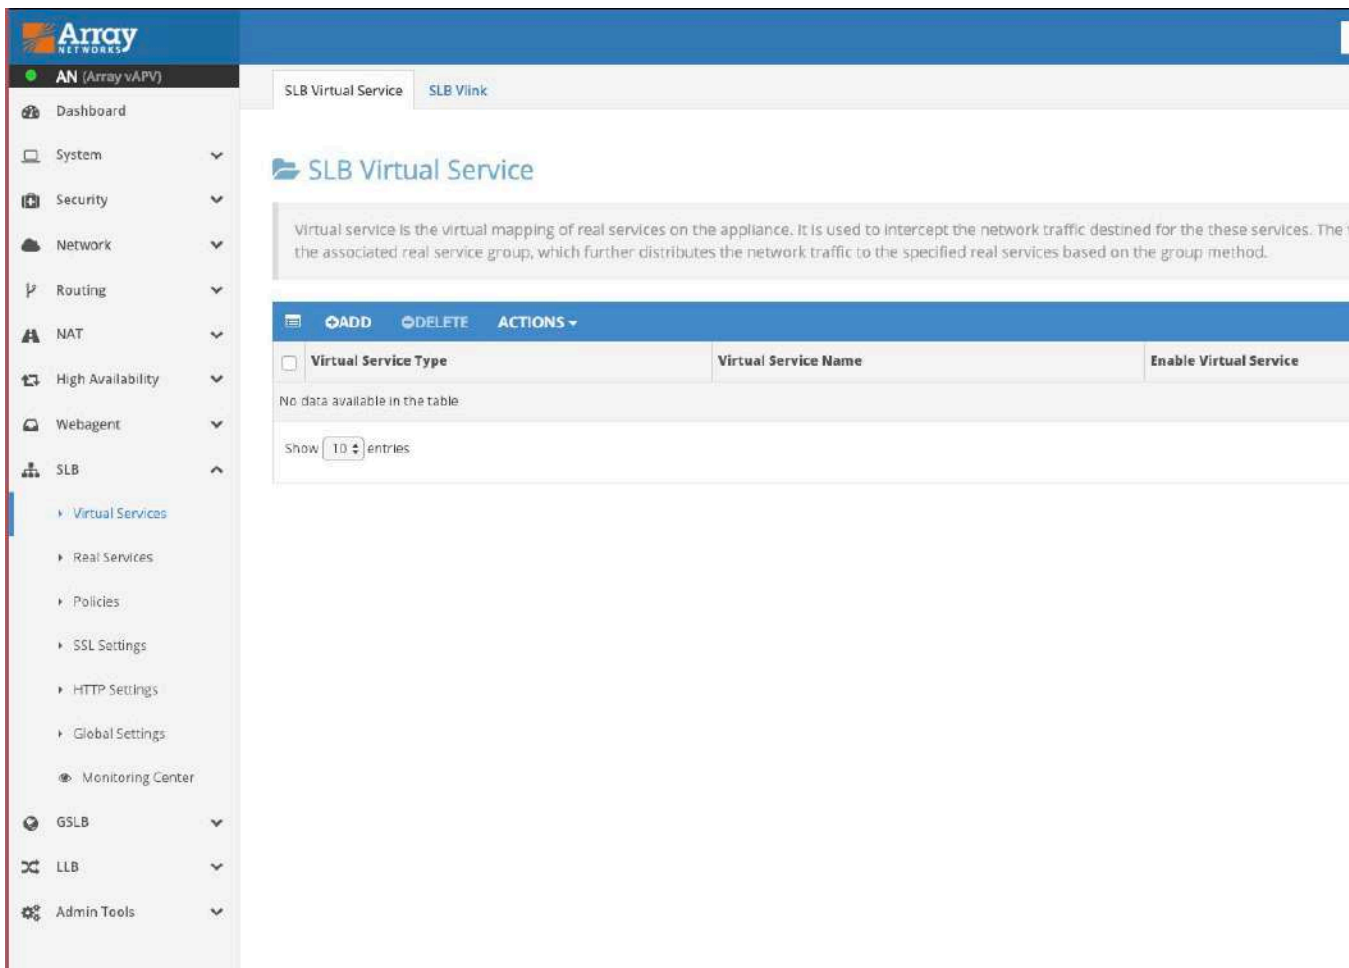 Array
NETWORKS
AN (Array vAPV)
Dashboard
System
Security
Network
Routing
NAT
High Availability
Webagent
SLB
Virtual Services
Real Services
Policies
SSL Settings
HTTP Settings
Global Settings
Monitoring Center
GSLB
LLB
Admin Tools
SLB Virtual Service SLB Vlink
SLB Virtual Service
Virtual service is the virtual mapping of real services on the appliance. It is used to intercept the network traffic destined for the these services. The
the associated real service group, which further distributes the network traffic to the specified real services based on the group method.
ADD DELETE ACTIONS
Virtual Service Type Virtual Service Name Enable Virtual Service
No data available in the table
Show 10 entries